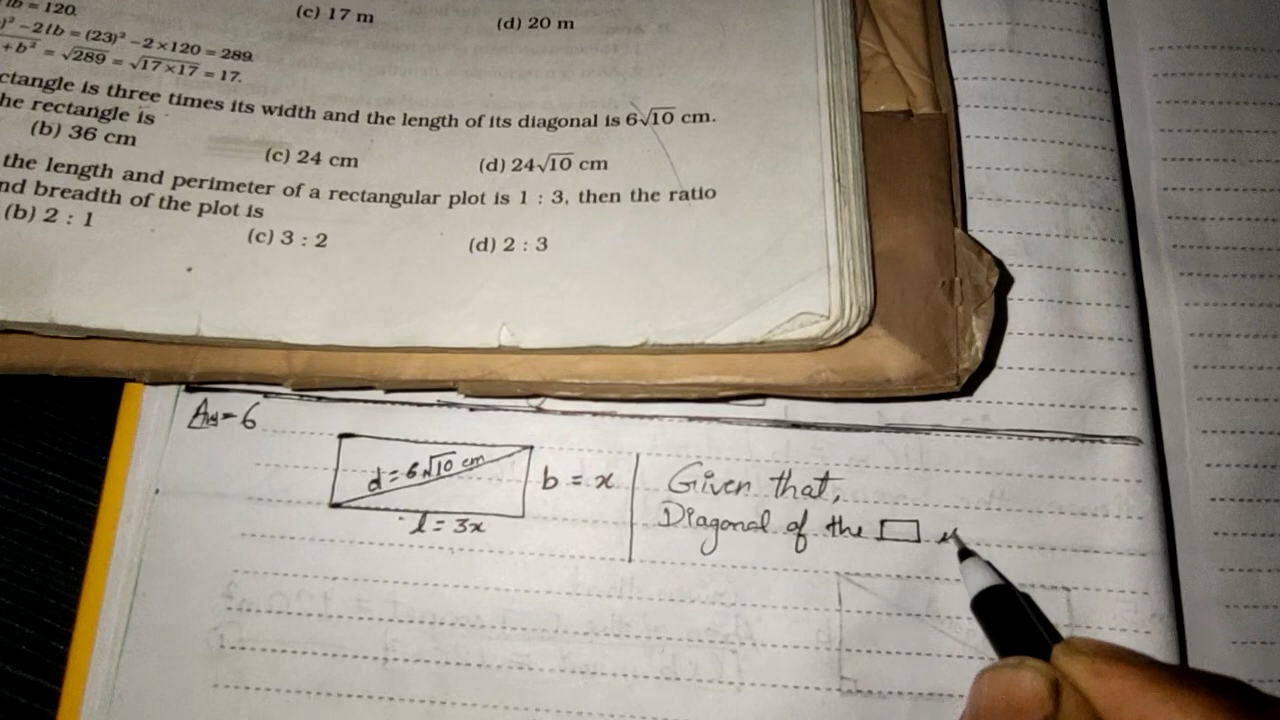 lb = 120.
(c) 17 m
(d) 20 m
)² – 2lb = (23)² – 2×120 = 289.
+b² = √289 = √17×17 = 17.
ctangle is three times its width and the length of its diagonal is 6√10 cm.
he rectangle is
(b) 36 cm
(c) 24 cm
(d) 24√10 cm
the length and perimeter of a rectangular plot is 1 : 3, then the ratio
nd breadth of the plot is
(b) 2 : 1
(c) 3 : 2
(d) 2 : 3
Ans = 6
d = 6√10 cm
b = x
l = 3x
Given that,
Diagonal of the ▭